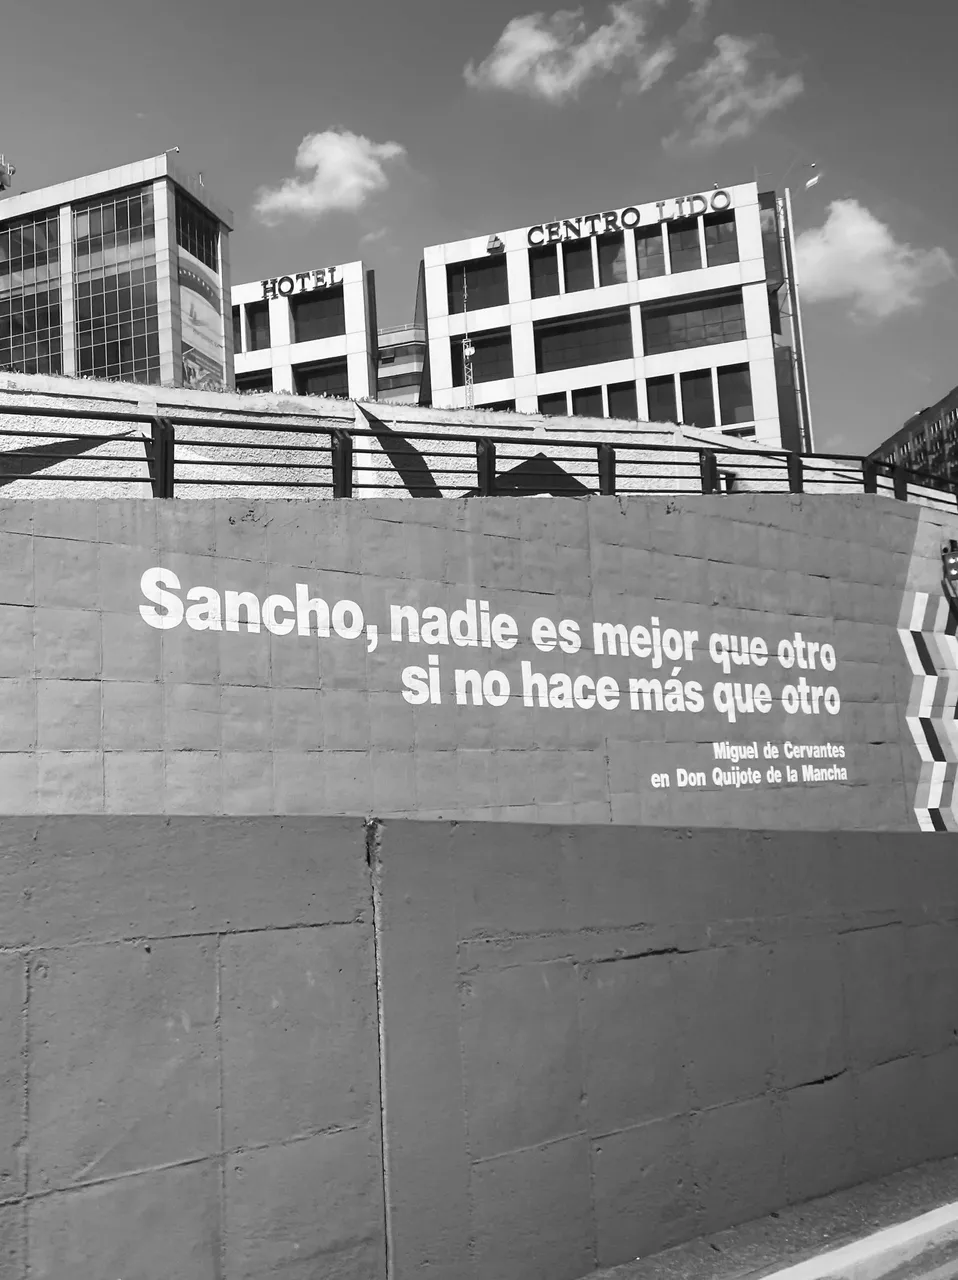 HOTEL
CENTRO LIDO
Sancho, nadie es mejor que otro
si no hace más que otro
Miguel de Cervantes
en Don Quijote de la Mancha